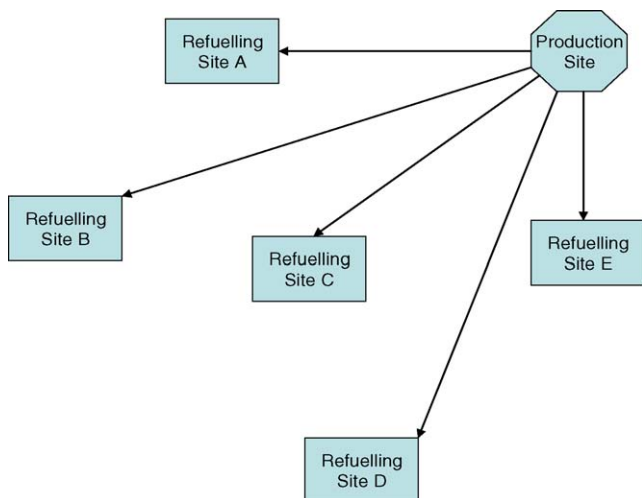 Refuelling
Site A
Production
Site
Refuelling
Site B
Refuelling
Site C
Refuelling
Site E
Refuelling
Site D